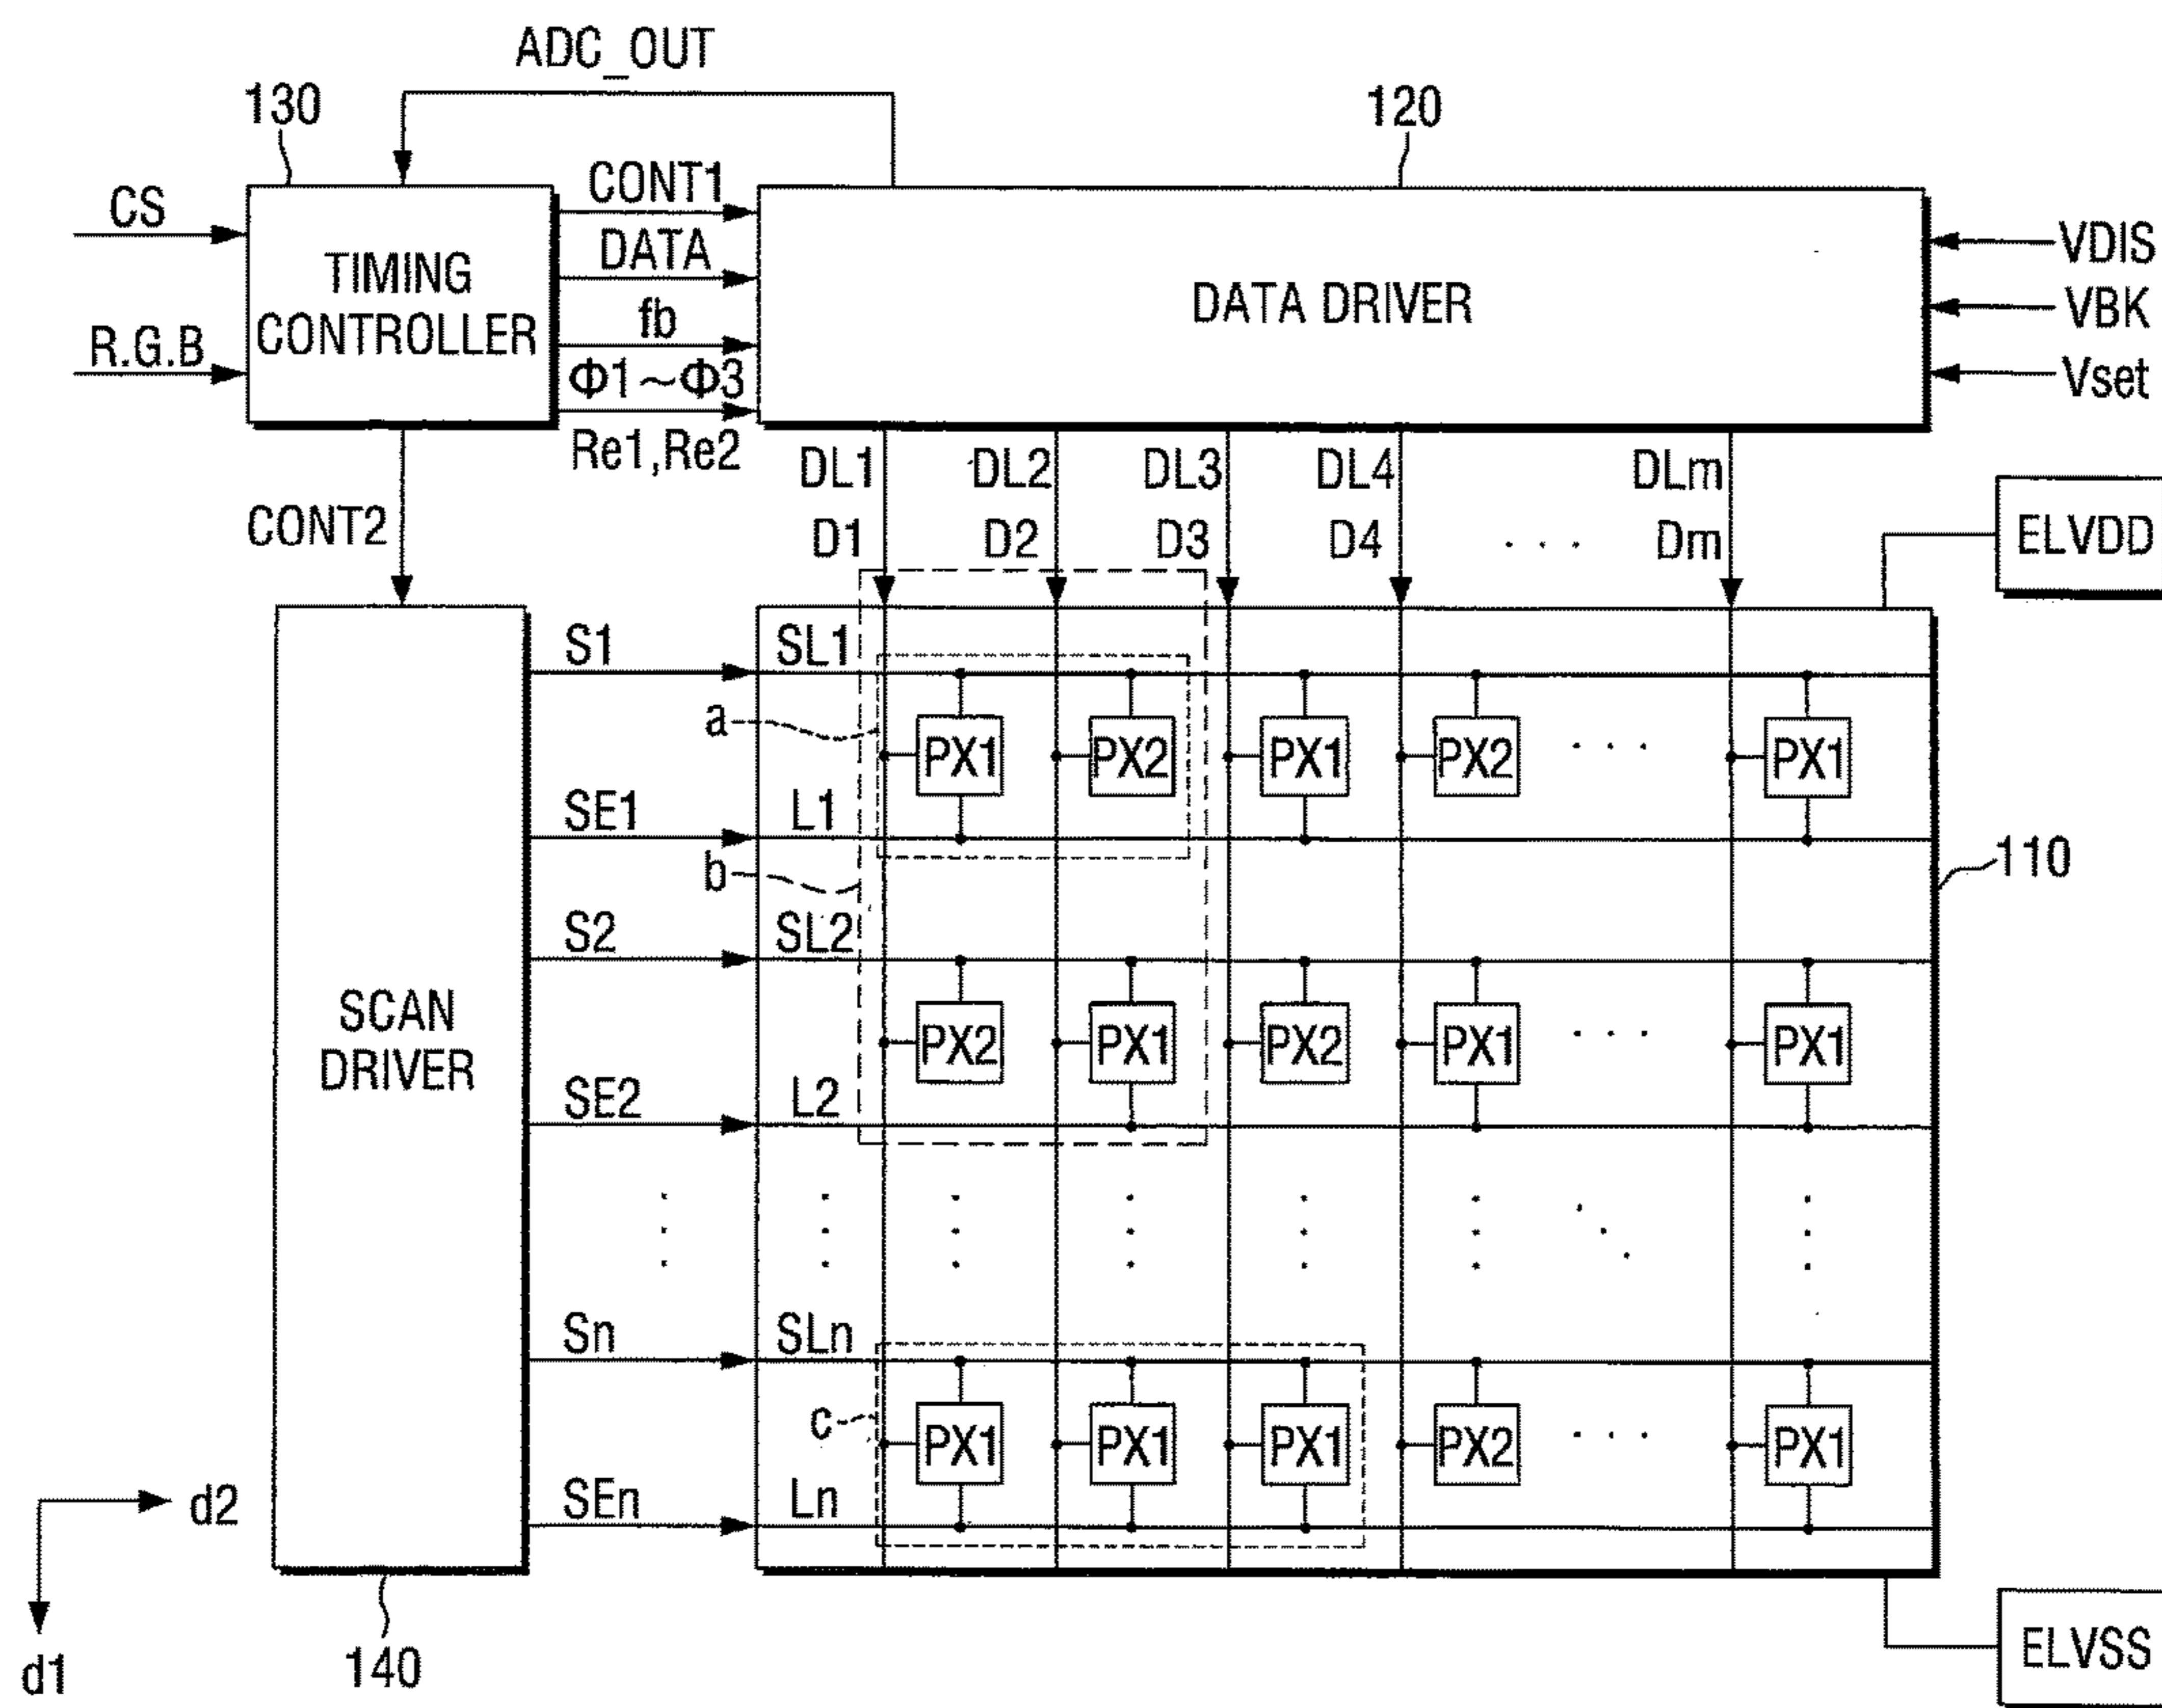 ADC_OUT
130
120
CS
R.G.B
TIMING
CONTROLLER
CONT1
DATA
fb
Φ1~Φ3
Re1,Re2
DATA DRIVER
VDIS
VBK
Vset
CONT2
DL1
DL2
DL3
DL4
DLm
D1
D2
D3
D4
. . .
Dm
ELVDD
SCAN
DRIVER
S1
SL1
a
PX1
PX2
PX1
PX2
. . .
PX1
SE1
L1
b
110
S2
SL2
PX2
PX1
PX2
PX1
. . .
PX1
SE2
L2
Sn
SLn
c
PX1
PX1
PX1
PX2
. . .
PX1
SEn
Ln
d2
d1
140
ELVSS